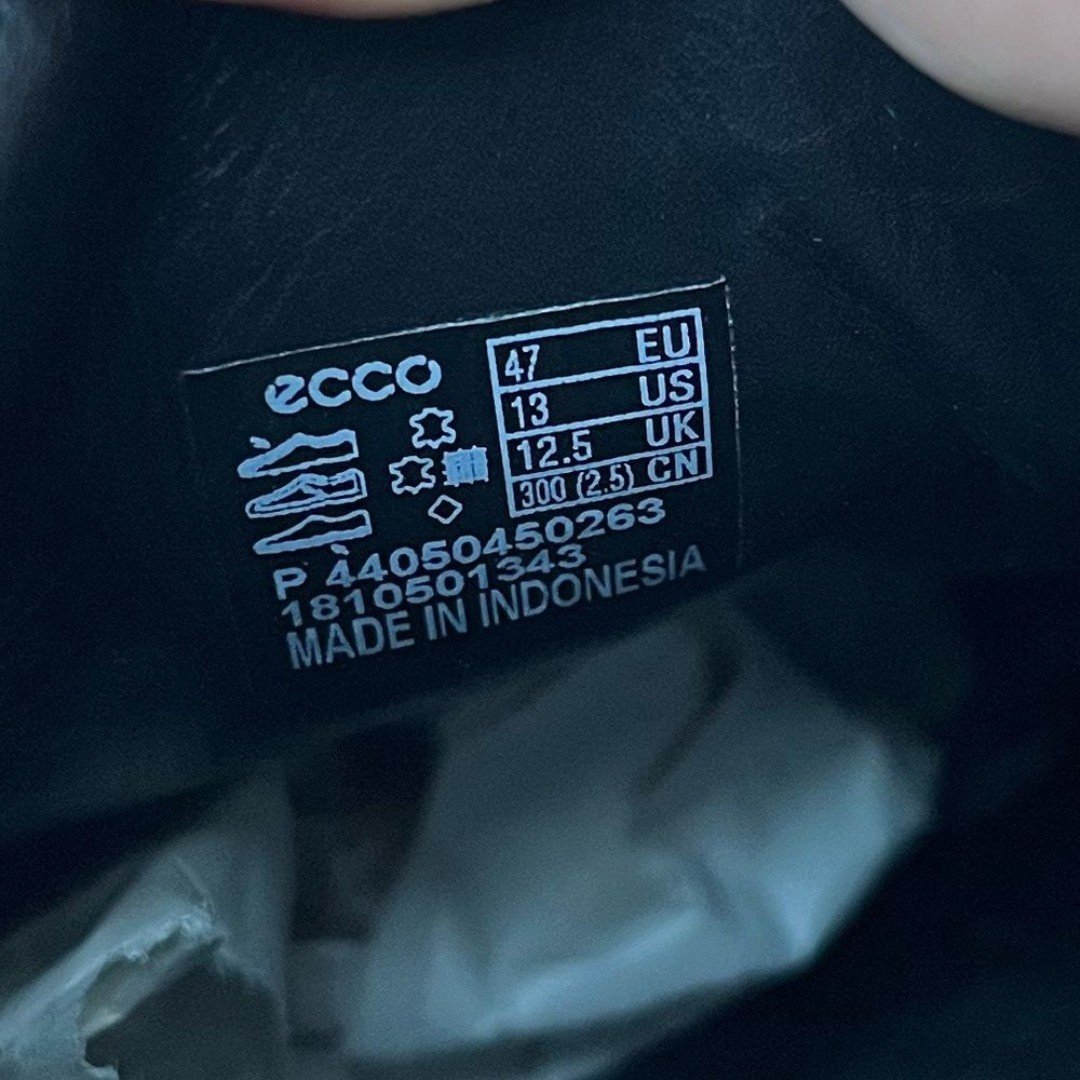 ecco
47 EU
13 US
12.5 UK
300 (2.5) CN
P 44050450263
1810501343
MADE IN INDONESIA